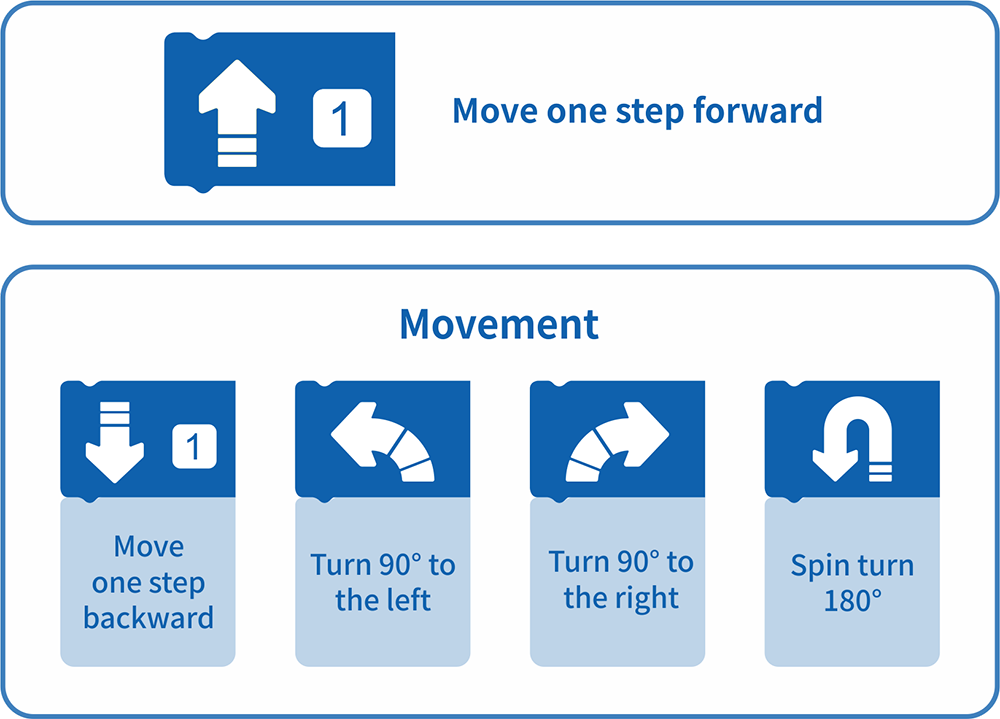 1
Move one step forward
Movement
1
Move
one step
backward
Turn 90° to
the left
Turn 90° to
the right
Spin turn
180°